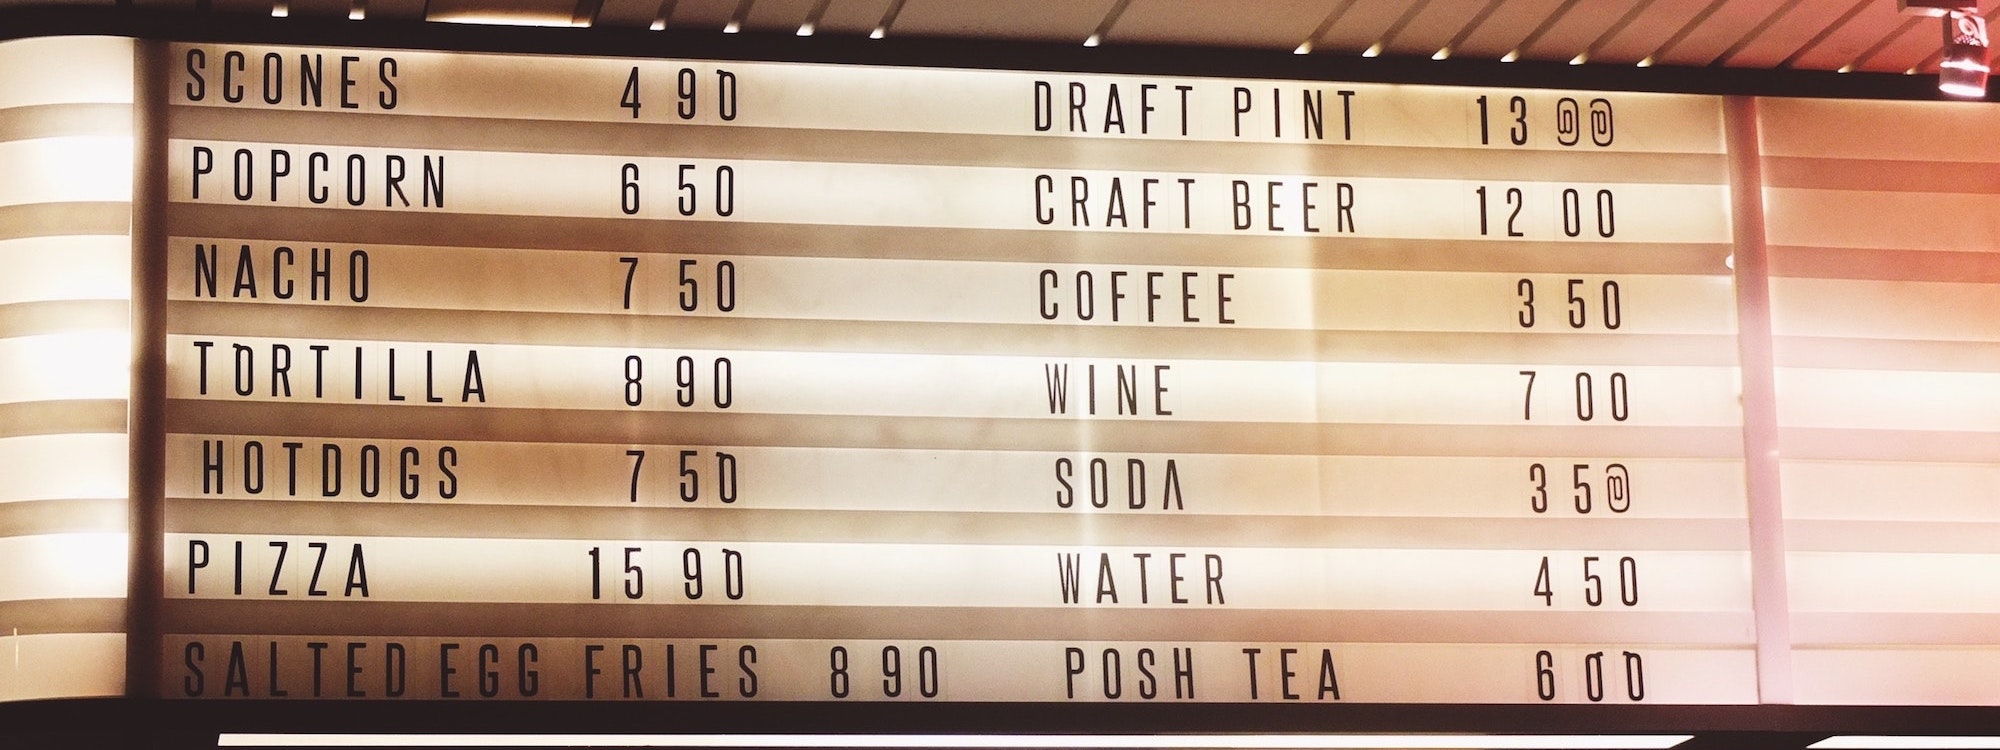 SCONES 4 90
POPCORN 6 50
NACHO 7 50
TORTILLA 8 90
HOTDOGS 7 50
PIZZA 15 90
SALTED EGG FRIES 8 90
DRAFT PINT 13 00
CRAFT BEER 12 00
COFFEE 3 50
WINE 7 00
SODA 3 50
WATER 4 50
POSH TEA 6 00